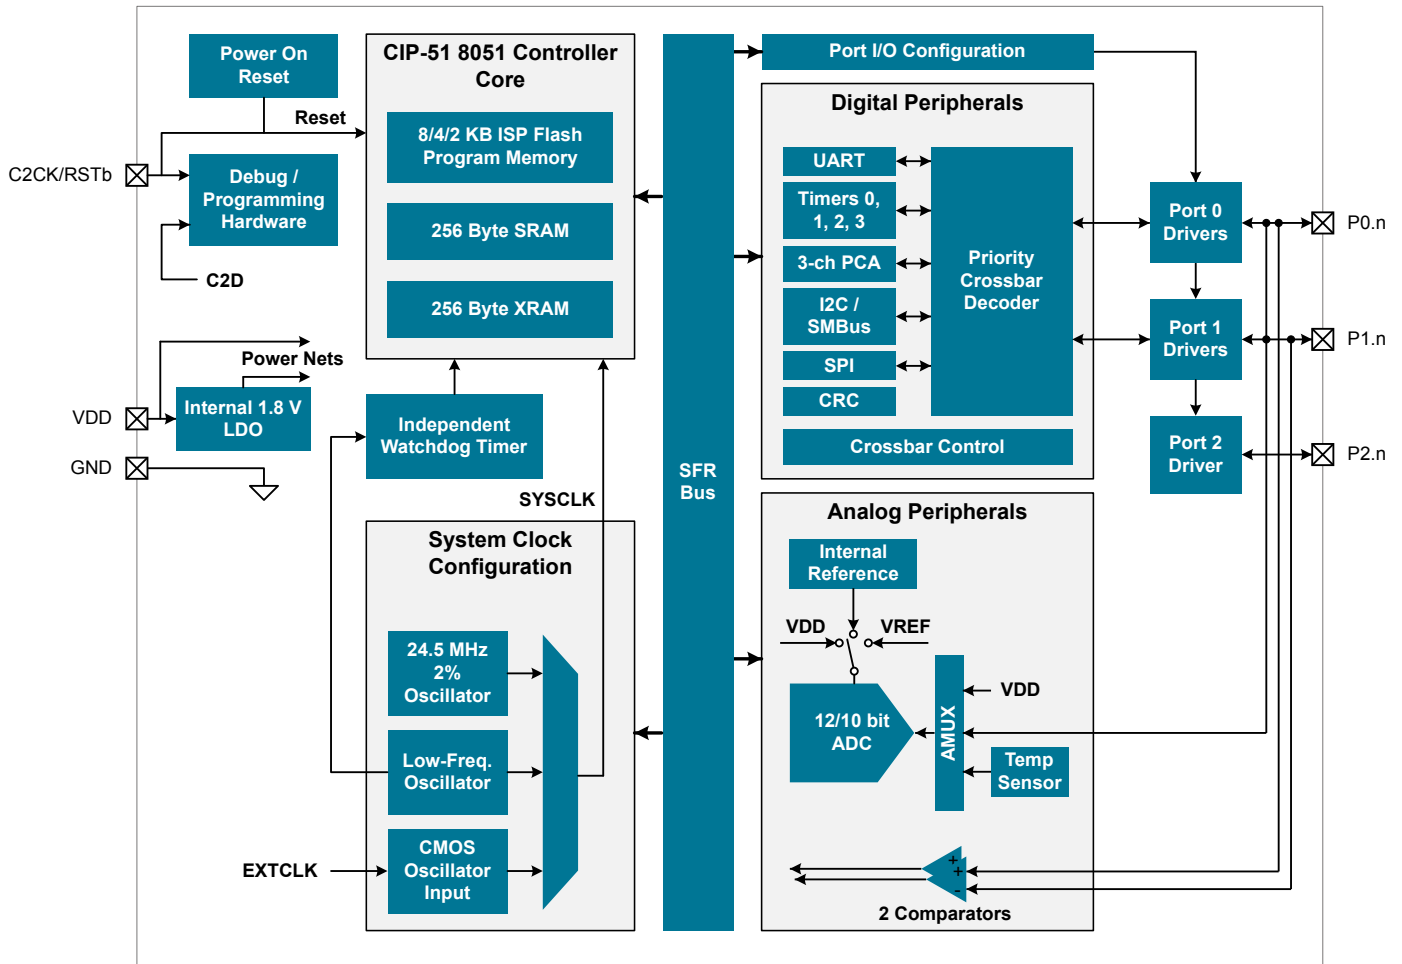 Power On
Reset
Reset
C2CK/RSTb
Debug /
Programming
Hardware
C2D
Power Nets
VDD
Internal 1.8 V
LDO
GND
CIP-51 8051 Controller
Core
8/4/2 KB ISP Flash
Program Memory
256 Byte SRAM
256 Byte XRAM
Independent
Watchdog Timer
SYSCLK
System Clock
Configuration
24.5 MHz
2%
Oscillator
Low-Freq.
Oscillator
EXTCLK
CMOS
Oscillator
Input
SFR
Bus
Port I/O Configuration
Digital Peripherals
UART
Timers 0,
1, 2, 3
3-ch PCA
I2C /
SMBus
SPI
CRC
Priority
Crossbar
Decoder
Crossbar Control
Port 0
Drivers
P0.n
Port 1
Drivers
P1.n
Port 2
Driver
P2.n
Analog Peripherals
Internal
Reference
VDD
VREF
12/10 bit
ADC
AMUX
VDD
Temp
Sensor
+
+
-
2 Comparators